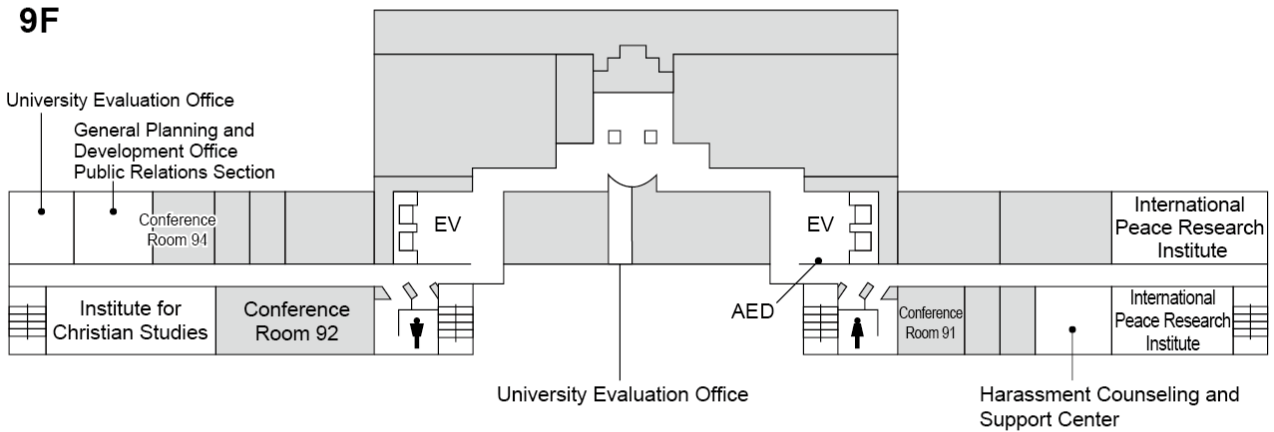 9F
University Evaluation Office
General Planning and
Development Office
Public Relations Section
Conference
Room 94
EV
EV
International
Peace Research
Institute
Institute for
Christian Studies
Conference
Room 92
AED
Conference
Room 91
International
Peace Research
Institute
University Evaluation Office
Harassment Counseling and
Support Center